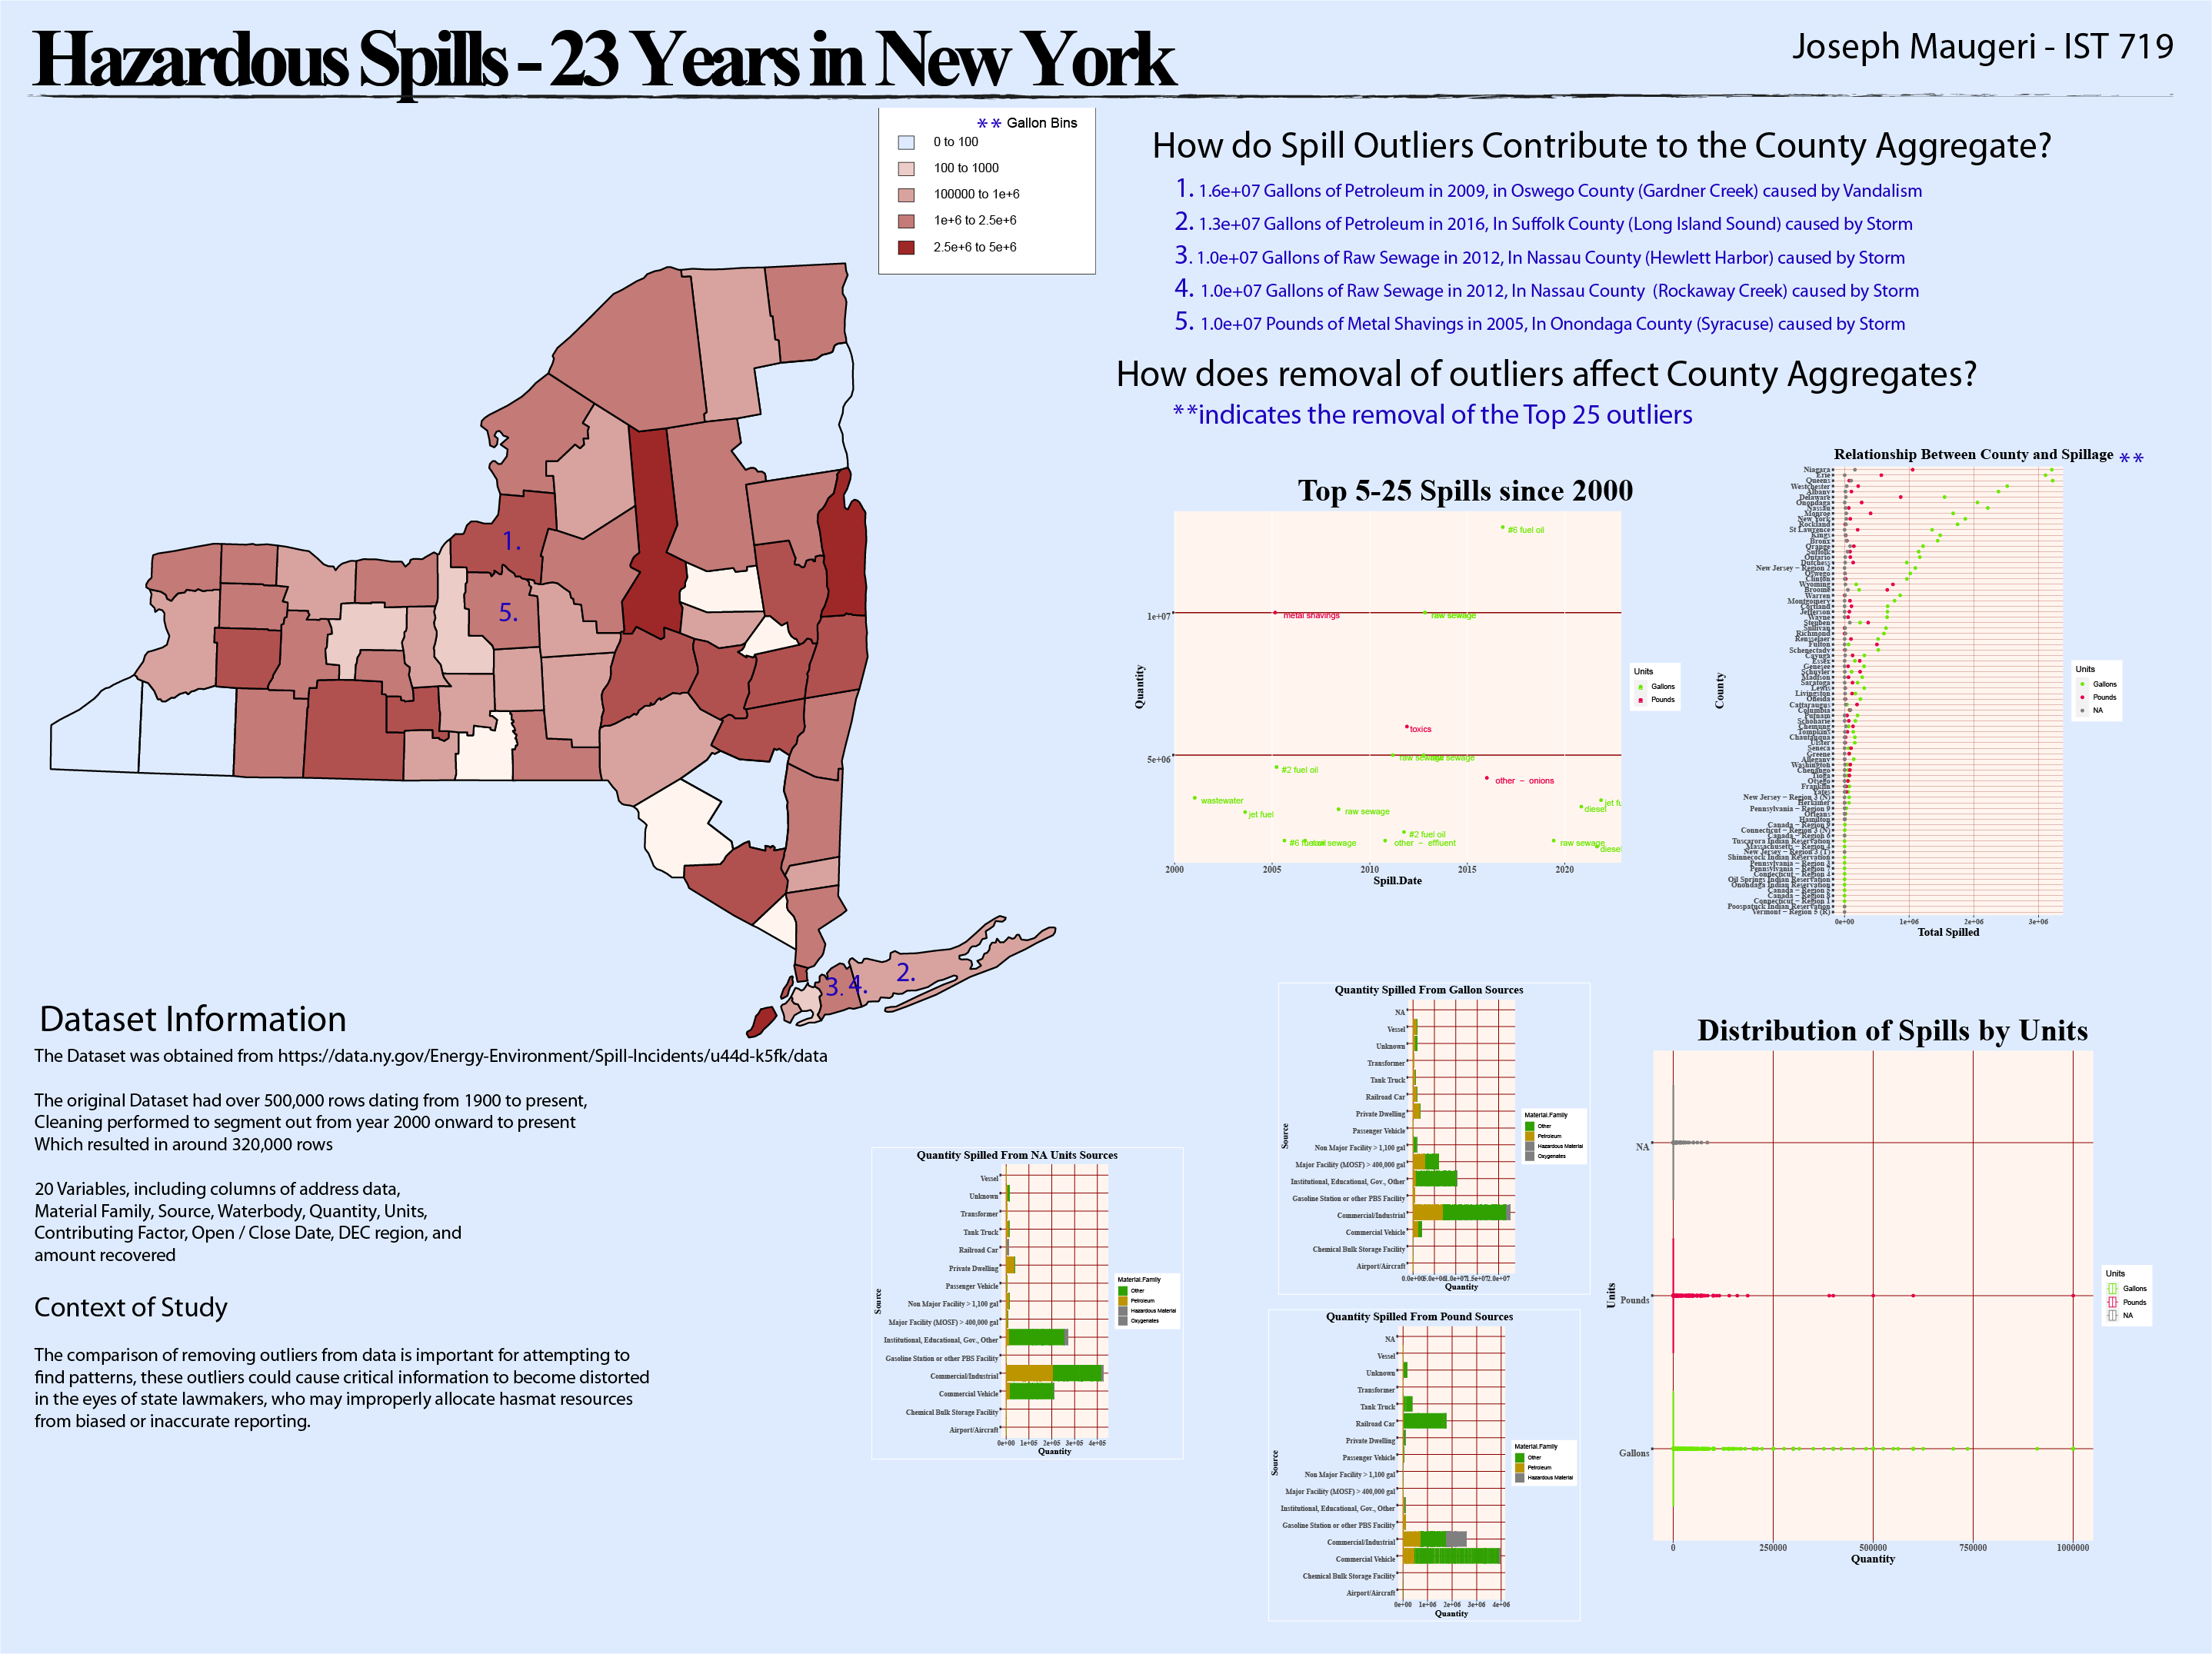 Hazardous Spills - 23 Years in New York
Joseph Maugeri - IST 719
** Gallon Bins
0 to 100
100 to 1000
100000 to 1e+6
1e+6 to 2.5e+6
2.5e+6 to 5e+6
1.
5.
3.
4.
2.
How do Spill Outliers Contribute to the County Aggregate?
1. 1.6e+07 Gallons of Petroleum in 2009, in Oswego County (Gardner Creek) caused by Vandalism
2. 1.3e+07 Gallons of Petroleum in 2016, In Suffolk County (Long Island Sound) caused by Storm
3. 1.0e+07 Gallons of Raw Sewage in 2012, In Nassau County (Hewlett Harbor) caused by Storm
4. 1.0e+07 Gallons of Raw Sewage in 2012, In Nassau County (Rockaway Creek) caused by Storm
5. 1.0e+07 Pounds of Metal Shavings in 2005, In Onondaga County (Syracuse) caused by Storm
How does removal of outliers affect County Aggregates?
**indicates the removal of the Top 25 outliers
Top 5-25 Spills since 2000
Quantity
1e+07
5e+06
#6 fuel oil
metal shavings
raw sewage
toxics
raw sewage
#2 fuel oil
other - onions
wastewater
jet fuel
raw sewage
diesel
jet fu
#2 fuel oil
#6 fuel oil
raw sewage
other - effluent
raw sewage
diesel
2000
2005
2010
2015
2020
Spill.Date
Units
Gallons
Pounds
Relationship Between County and Spillage **
County
Niagara
Erie
Queens
Westchester
Albany
Delaware
Onondaga
Nassau
Monroe
New York
Rockland
St Lawrence
Kings
Bronx
Orange
Suffolk
Ontario
Dutchess
New Jersey - Region 2
Oswego
Clinton
Wyoming
Broome
Warren
Montgomery
Cortland
Jefferson
Wayne
Steuben
Sullivan
Richmond
Rensselaer
Fulton
Schenectady
Cayuga
Essex
Genesee
Schuyler
Madison
Saratoga
Lewis
Livingston
Oneida
Cattaraugus
Columbia
Putnam
Schoharie
Chemung
Tompkins
Chautauqua
Ulster
Seneca
Greene
Allegany
Washington
Chenango
Tioga
Otsego
Franklin
Yates
New Jersey - Region 3 (N)
Herkimer
Pennsylvania - Region 9
Orleans
Hamilton
Canada - Region 9
Connecticut - Region 3 (N)
Canada - Region 6
Tuscarora Indian Reservation
Massachusetts - Region 4
New Jersey - Region 3 (T)
Shinnecock Indian Reservation
Connecticut - Region 4
Oil Springs Indian Reservation
Onondaga Indian Reservation
Connecticut - Region 1
Poospatuck Indian Reservation
Vermont - Region 5 (R)
0e+00
1e+06
2e+06
3e+06
Total Spilled
Units
Gallons
Pounds
NA
Dataset Information
The Dataset was obtained from https://data.ny.gov/Energy-Environment/Spill-Incidents/u44d-k5fk/data
The original Dataset had over 500,000 rows dating from 1900 to present,
Cleaning performed to segment out from year 2000 onward to present
Which resulted in around 320,000 rows
20 Variables, including columns of address data,
Material Family, Source, Waterbody, Quantity, Units,
Contributing Factor, Open / Close Date, DEC region, and
amount recovered
Context of Study
The comparison of removing outliers from data is important for attempting to
find patterns, these outliers could cause critical information to become distorted
in the eyes of state lawmakers, who may improperly allocate hasmat resources
from biased or inaccurate reporting.
Quantity Spilled From NA Units Sources
Source
Vessel
Unknown
Transformer
Tank Truck
Railroad Car
Private Dwelling
Passenger Vehicle
Non Major Facility > 1,100 gal
Major Facility (MOSF) > 400,000 gal
Institutional, Educational, Gov., Other
Gasoline Station or other PBS Facility
Commercial/Industrial
Commercial Vehicle
Chemical Bulk Storage Facility
Airport/Aircraft
0e+00
1e+05
2e+05
3e+05
4e+05
Quantity
Material.Family
Other
Petroleum
Hazardous Material
Oxygenates
Quantity Spilled From Gallon Sources
Source
NA
Vessel
Unknown
Transformer
Tank Truck
Railroad Car
Private Dwelling
Passenger Vehicle
Non Major Facility > 1,100 gal
Major Facility (MOSF) > 400,000 gal
Institutional, Educational, Gov., Other
Gasoline Station or other PBS Facility
Commercial/Industrial
Commercial Vehicle
Chemical Bulk Storage Facility
Airport/Aircraft
0.0e+00
5.0e+06
1.0e+07
1.5e+07
2.0e+07
Quantity
Material.Family
Other
Petroleum
Hazardous Material
Oxygenates
Quantity Spilled From Pound Sources
Source
NA
Vessel
Unknown
Transformer
Tank Truck
Railroad Car
Private Dwelling
Passenger Vehicle
Non Major Facility > 1,100 gal
Major Facility (MOSF) > 400,000 gal
Institutional, Educational, Gov., Other
Gasoline Station or other PBS Facility
Commercial/Industrial
Commercial Vehicle
Chemical Bulk Storage Facility
Airport/Aircraft
0e+00
1e+06
2e+06
3e+06
4e+06
Quantity
Material.Family
Other
Petroleum
Hazardous Material
Distribution of Spills by Units
Units
NA
Pounds
Gallons
0
250000
500000
750000
1000000
Quantity
Units
Gallons
Pounds
NA